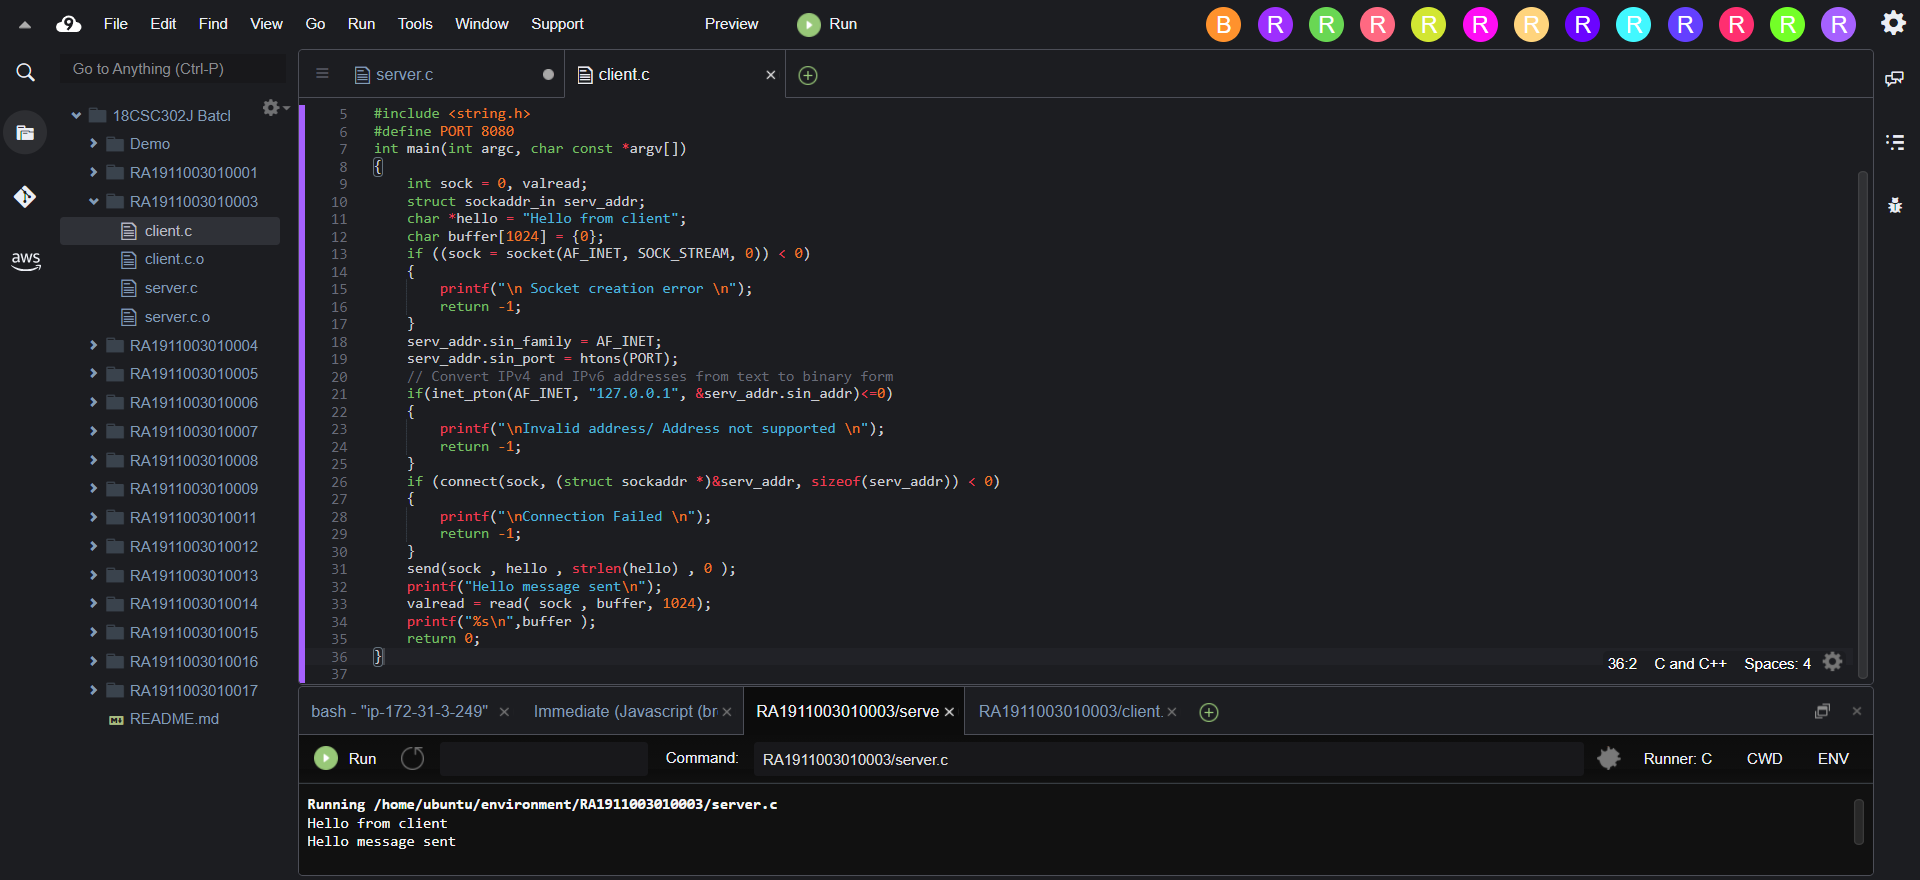 File Edit Find View Go Run Tools Window Support Preview Run B R R R R R R R R R R R R
Go to Anything (Ctrl-P)
18CSC302J Batcl
Demo
RA1911003010001
RA1911003010003
client.c
client.c.o
server.c
server.c.o
RA1911003010004
RA1911003010005
RA1911003010006
RA1911003010007
RA1911003010008
RA1911003010009
RA1911003010011
RA1911003010012
RA1911003010013
RA1911003010014
RA1911003010015
RA1911003010016
RA1911003010017
README.md
aws
server.c client.c
5 #include <string.h>
6 #define PORT 8080
7 int main(int argc, char const *argv[])
8 {
9 int sock = 0, valread;
10 struct sockaddr_in serv_addr;
11 char *hello = "Hello from client";
12 char buffer[1024] = {0};
13 if ((sock = socket(AF_INET, SOCK_STREAM, 0)) < 0)
14 {
15 printf("\n Socket creation error \n");
16 return -1;
17 }
18 serv_addr.sin_family = AF_INET;
19 serv_addr.sin_port = htons(PORT);
20 // Convert IPv4 and IPv6 addresses from text to binary form
21 if(inet_pton(AF_INET, "127.0.0.1", &serv_addr.sin_addr)<=0)
22 {
23 printf("\nInvalid address/ Address not supported \n");
24 return -1;
25 }
26 if (connect(sock, (struct sockaddr *)&serv_addr, sizeof(serv_addr)) < 0)
27 {
28 printf("\nConnection Failed \n");
29 return -1;
30 }
31 send(sock , hello , strlen(hello) , 0 );
32 printf("Hello message sent\n");
33 valread = read( sock , buffer, 1024);
34 printf("%s\n",buffer );
35 return 0;
36 }
37
36:2 C and C++ Spaces: 4
bash - "ip-172-31-3-249" Immediate (Javascript (br RA1911003010003/serve RA1911003010003/client.
Run Command: RA1911003010003/server.c Runner: C CWD ENV
Running /home/ubuntu/environment/RA1911003010003/server.c
Hello from client
Hello message sent